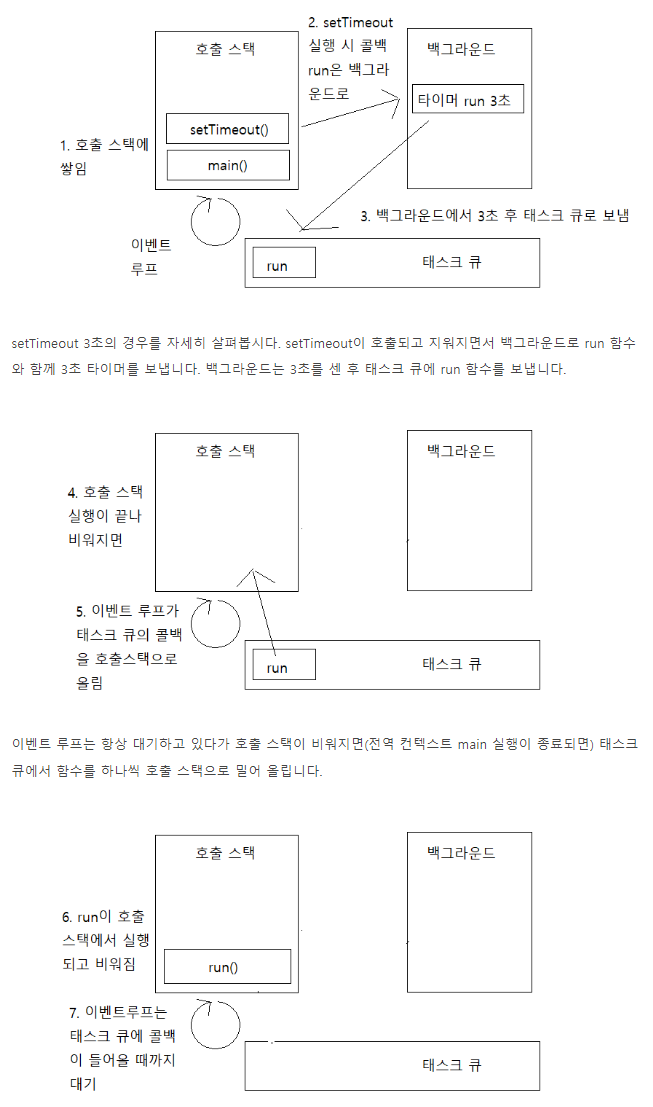 호출 스택
2. setTimeout
실행 시 콜백
run은 백그라
운드로
백그라운드
타이머 run 3초
setTimeout()
main()
1. 호출 스택에
쌓임
3. 백그라운드에서 3초 후 태스크 큐로 보냄
이벤트
루프
run
태스크 큐
setTimeout 3초의 경우를 자세히 살펴봅시다. setTimeout이 호출되고 지워지면서 백그라운드로 run 함수
와 함께 3초 타이머를 보냅니다. 백그라운드는 3초를 센 후 태스크 큐에 run 함수를 보냅니다.
호출 스택
백그라운드
4. 호출 스택
실행이 끝나
비워지면
5. 이벤트 루프가
태스크 큐의 콜백
을 호출스택으로
올림
run
태스크 큐
이벤트 루프는 항상 대기하고 있다가 호출 스택이 비워지면(전역 컨텍스트 main 실행이 종료되면) 태스크
큐에서 함수를 하나씩 호출 스택으로 밀어 올립니다.
호출 스택
백그라운드
6. run이 호출
스택에서 실행
되고 비워짐
run()
7. 이벤트루프는
태스크 큐에 콜백
이 들어올 때까지
대기
태스크 큐